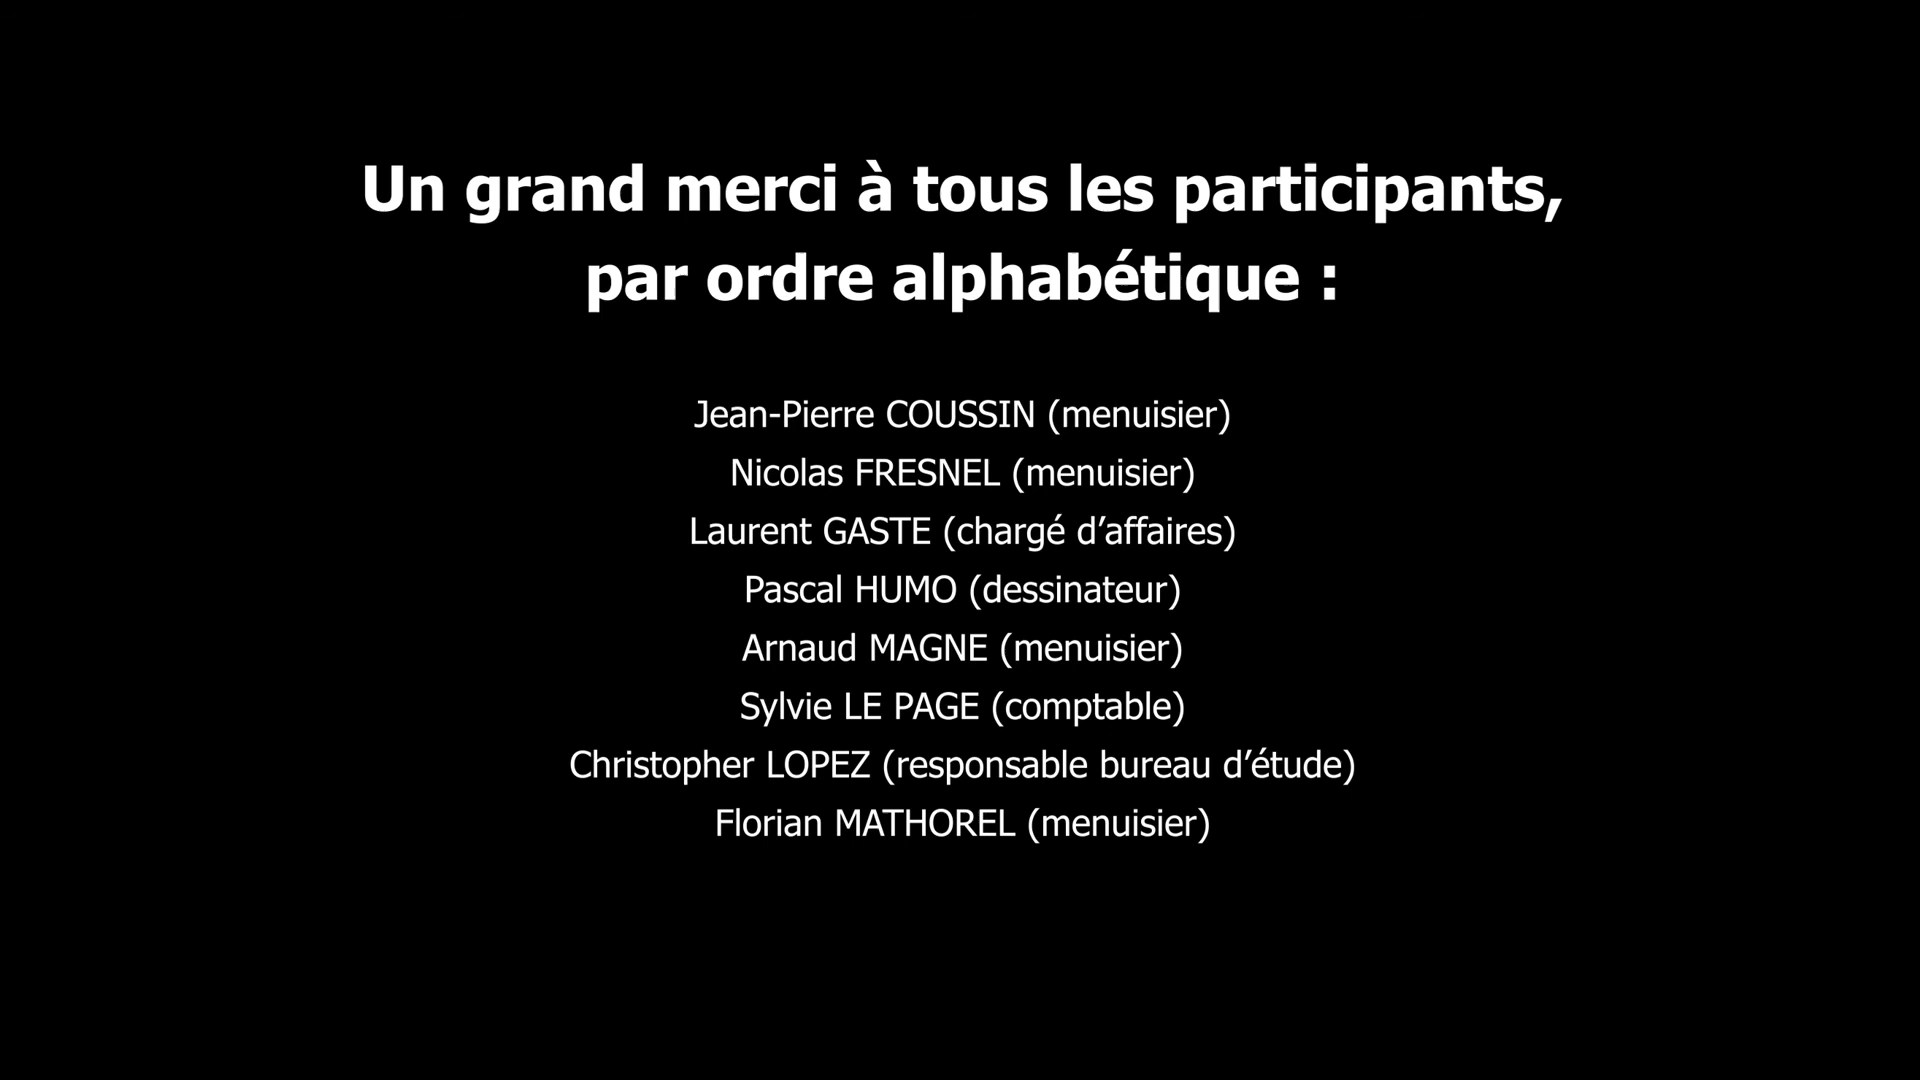 Un grand merci à tous les participants,
par ordre alphabétique :
Jean-Pierre COUSSIN (menuisier)
Nicolas FRESNEL (menuisier)
Laurent GASTE (chargé d’affaires)
Pascal HUMO (dessinateur)
Arnaud MAGNE (menuisier)
Sylvie LE PAGE (comptable)
Christopher LOPEZ (responsable bureau d’étude)
Florian MATHOREL (menuisier)